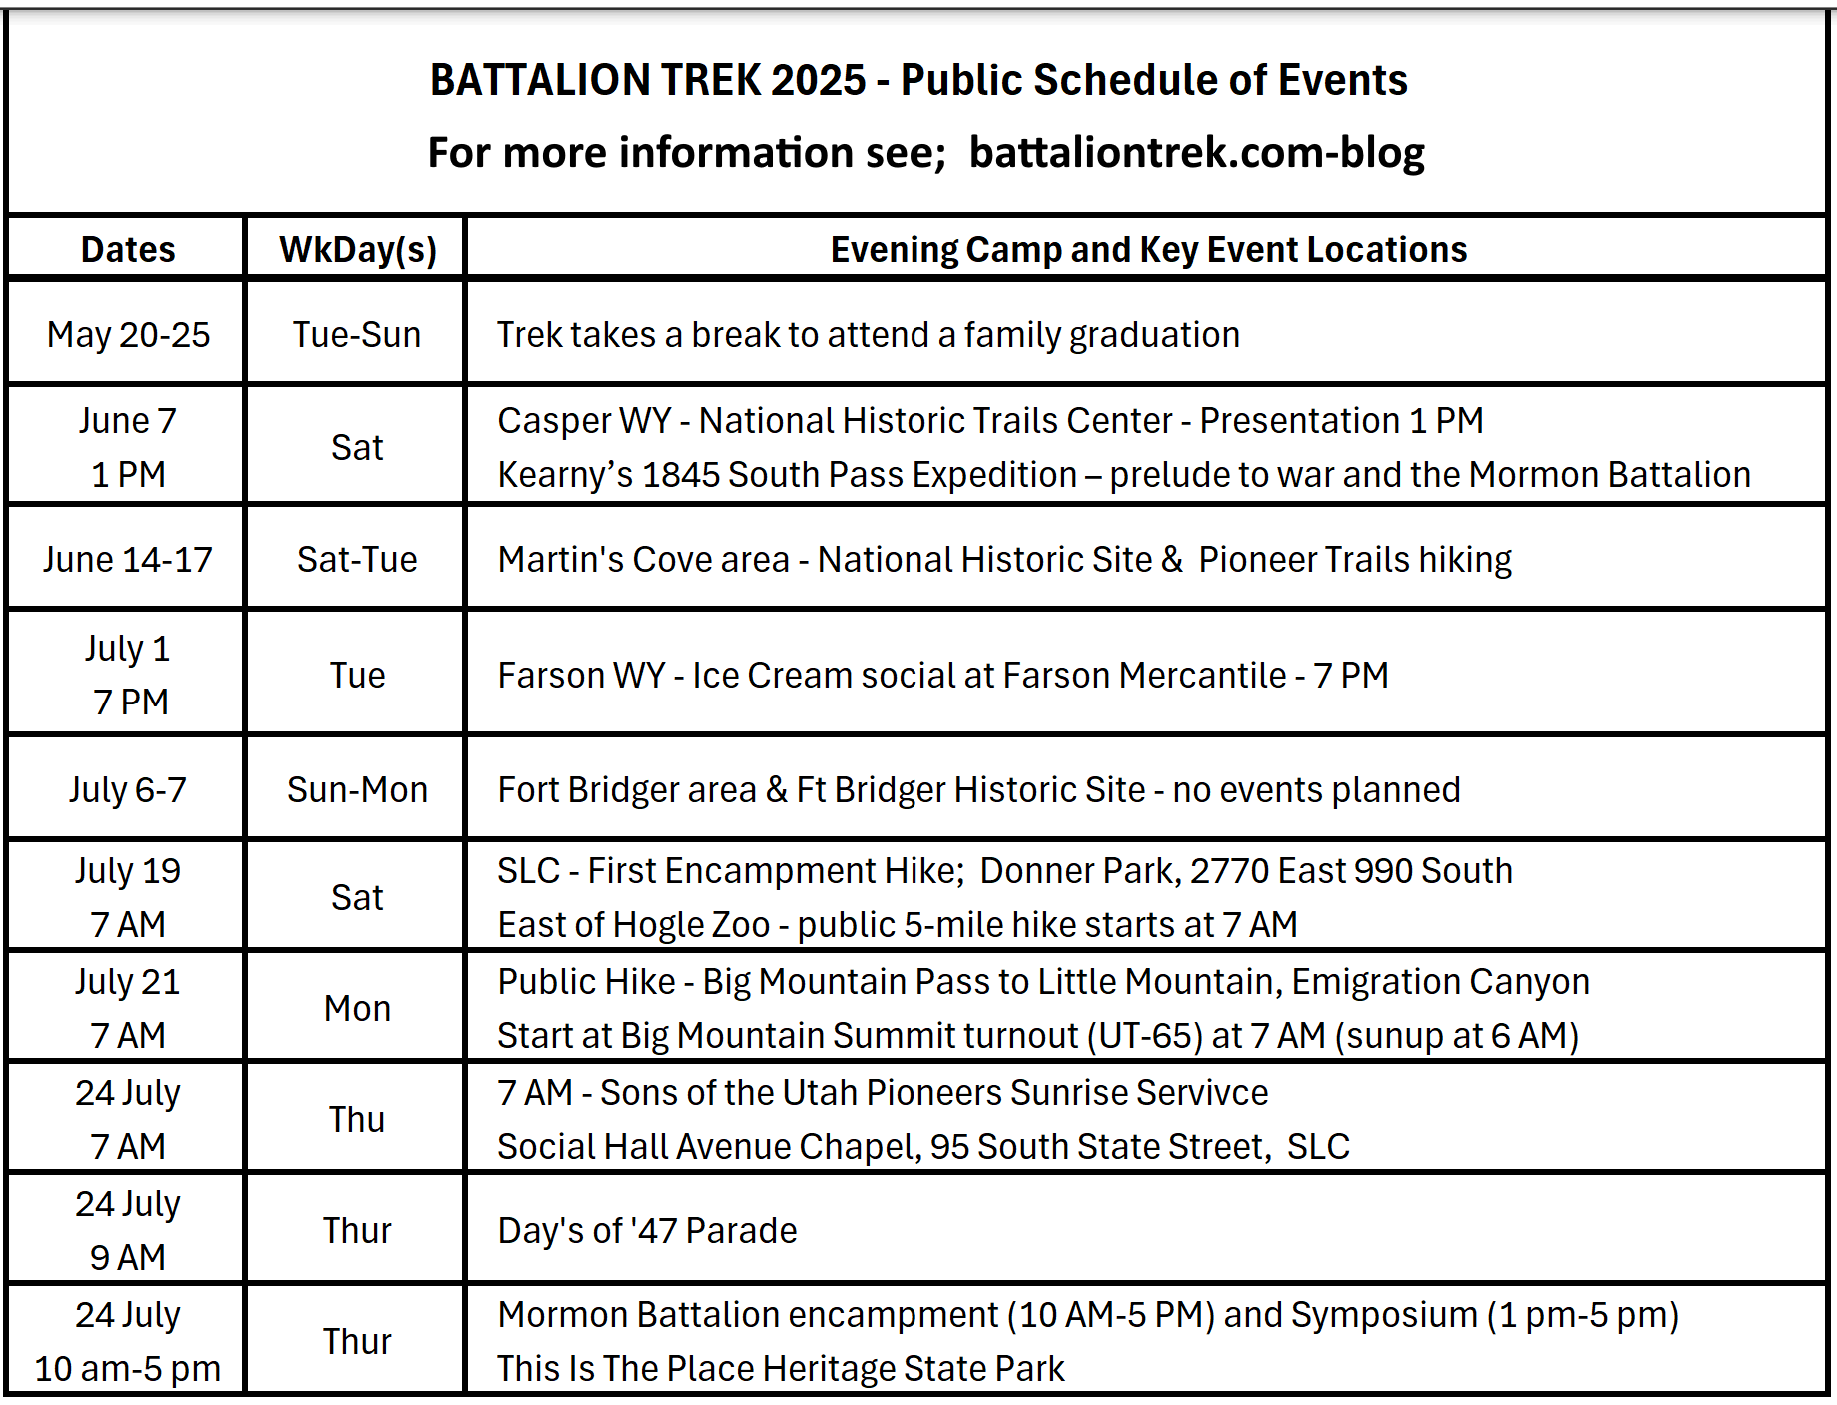 BATTALION TREK 2025 - Public Schedule of Events
For more information see;  battaliontrek.com-blog
Dates WkDay(s) Evening Camp and Key Event Locations
May 20-25 Tue-Sun Trek takes a break to attend a family graduation
June 7
1 PM
Sat
Casper WY - National Historic Trails Center - Presentation 1 PM
Kearny’s 1845 South Pass Expedition – prelude to war and the Mormon Battalion
June 14-17 Sat-Tue Martin's Cove area - National Historic Site &  Pioneer Trails hiking
July 1
7 PM
Tue
Farson WY - Ice Cream social at Farson Mercantile - 7 PM
July 6-7 Sun-Mon Fort Bridger area & Ft Bridger Historic Site - no events planned
July 19
7 AM
Sat
SLC - First Encampment Hike;  Donner Park, 2770 East 990 South
East of Hogle Zoo - public 5-mile hike starts at 7 AM
July 21
7 AM
Mon
Public Hike - Big Mountain Pass to Little Mountain, Emigration Canyon
Start at Big Mountain Summit turnout (UT-65) at 7 AM (sunup at 6 AM)
24 July
7 AM
Thu
7 AM - Sons of the Utah Pioneers Sunrise Servivce
Social Hall Avenue Chapel, 95 South State Street,  SLC
24 July
9 AM
Thur
Day's of '47 Parade
24 July
10 am-5 pm
Thur
Mormon Battalion encampment (10 AM-5 PM) and Symposium (1 pm-5 pm)
This Is The Place Heritage State Park